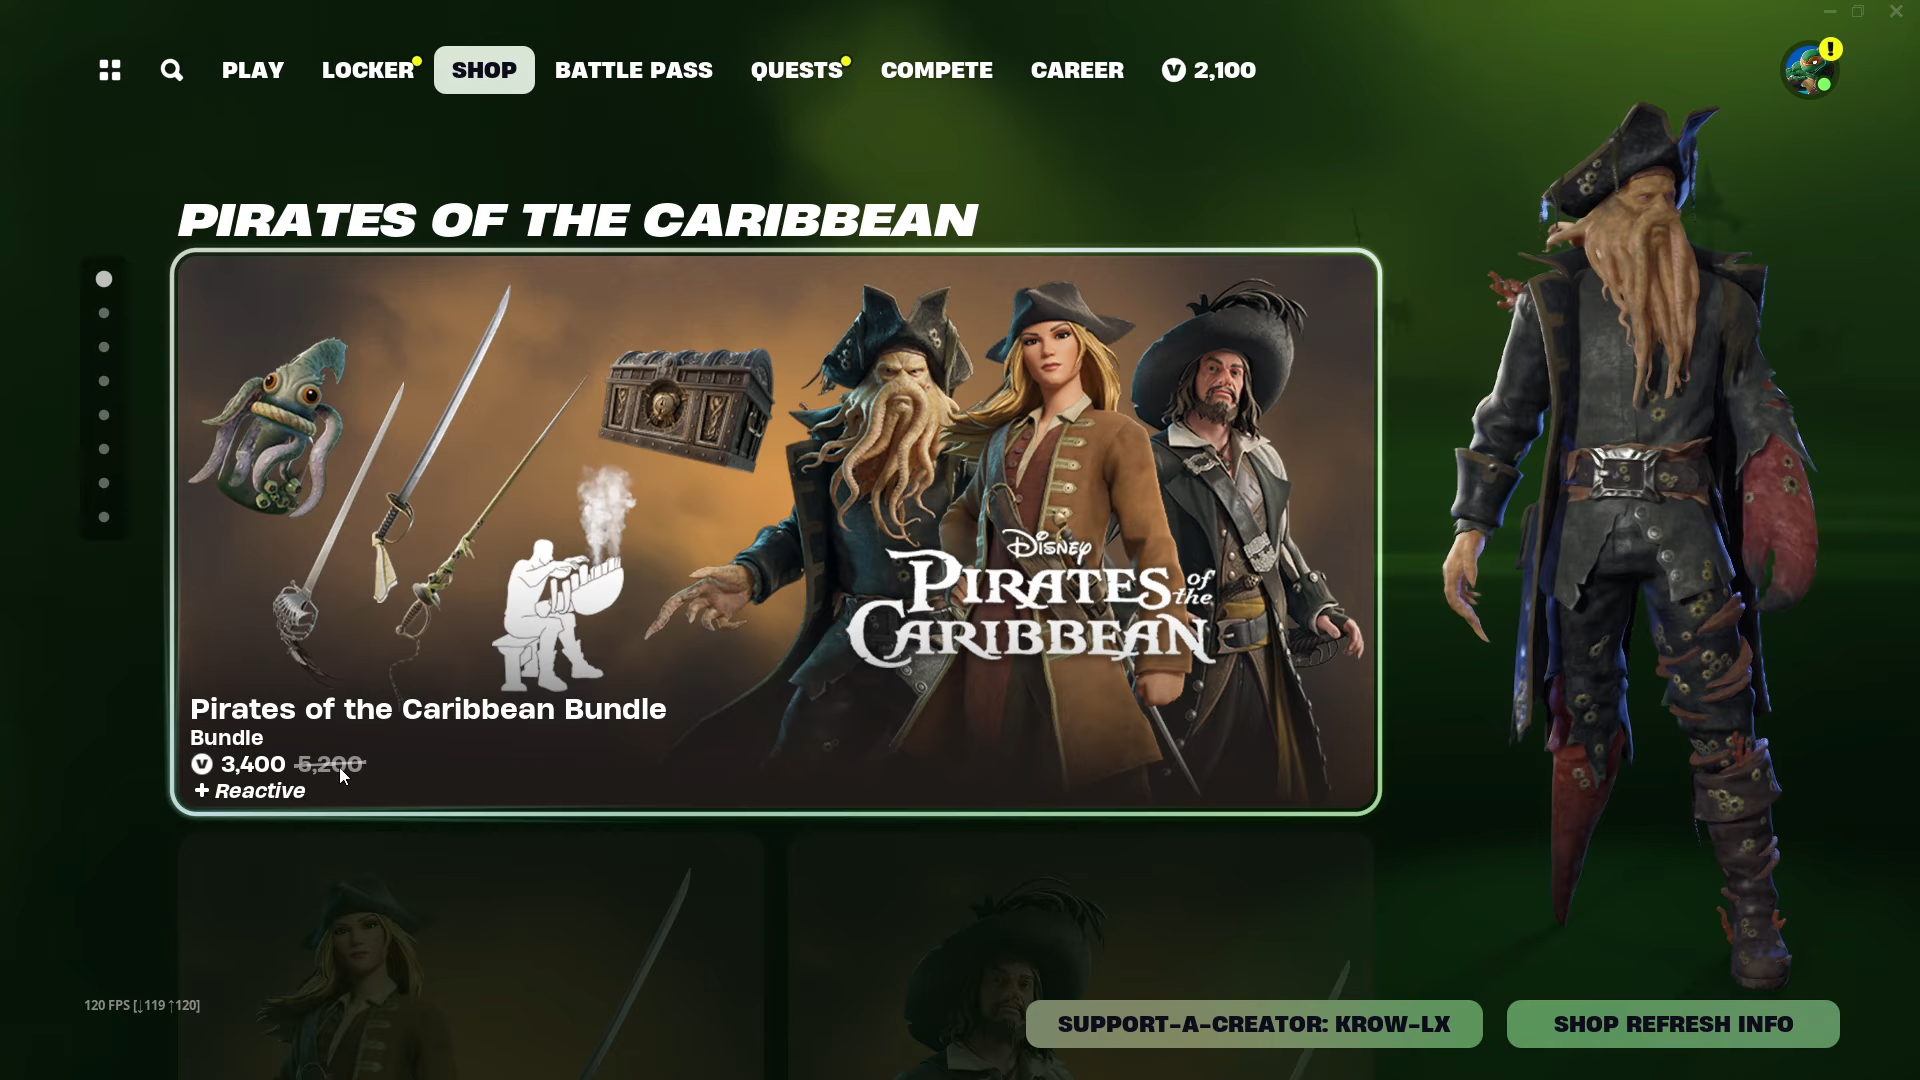 PLAY
LOCKER
SHOP
BATTLE PASS
QUESTS
COMPETE
CAREER
2,100
PIRATES OF THE CARIBBEAN
Disney
Pirates of the
Caribbean
Pirates of the Caribbean Bundle
Bundle
3,400 5,200
+ Reactive
120 FPS [↓119 ↑120]
SUPPORT-A-CREATOR: KROW-LX
SHOP REFRESH INFO